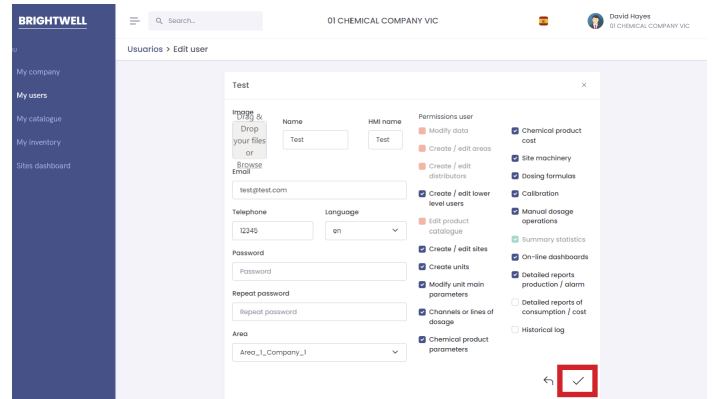 BRIGHTWELL
Search...
01 CHEMICAL COMPANY VIC
David Hayes
01 CHEMICAL COMPANY VIC
u
Usuarios > Edit user
My company
My users
My catalogue
My inventory
Sites dashboard
Test
×
Image
Drag &
Drop
your files
or
Browse
Name
Test
HMI name
Test
Email
test@test.com
Telephone
12345
Language
en
Password
Password
Repeat password
Repeat password
Area
Area_1_Company_1
Permissions user
Modify data
Create / edit areas
Create / edit
distributors
Create / edit lower
level users
Edit product
catalogue
Create / edit sites
Create units
Modify unit main
parameters
Channels or lines of
dosage
Chemical product
parameters
Chemical product
cost
Site machinery
Dosing formulas
Calibration
Manual dosage
operations
Summary statistics
On-line dashboards
Detailed reports
production / alarm
Detailed reports of
consumption / cost
Historical log